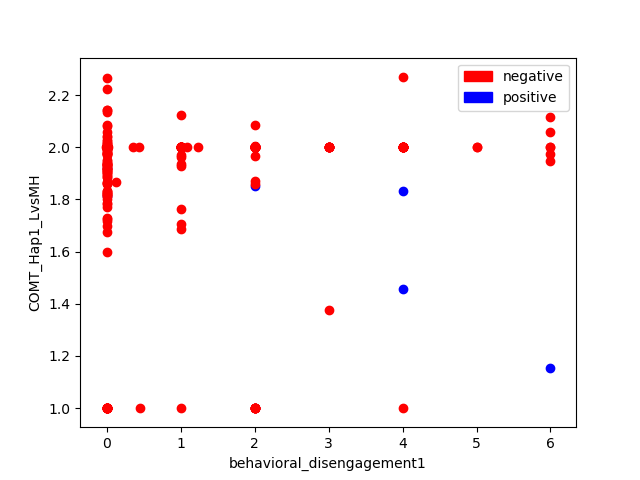 negative
positive
2.2
2.0
1.8
1.6
1.4
1.2
1.0
COMT_Hap1_LvsMH
0 1 2 3 4 5 6
behavioral_disengagement1